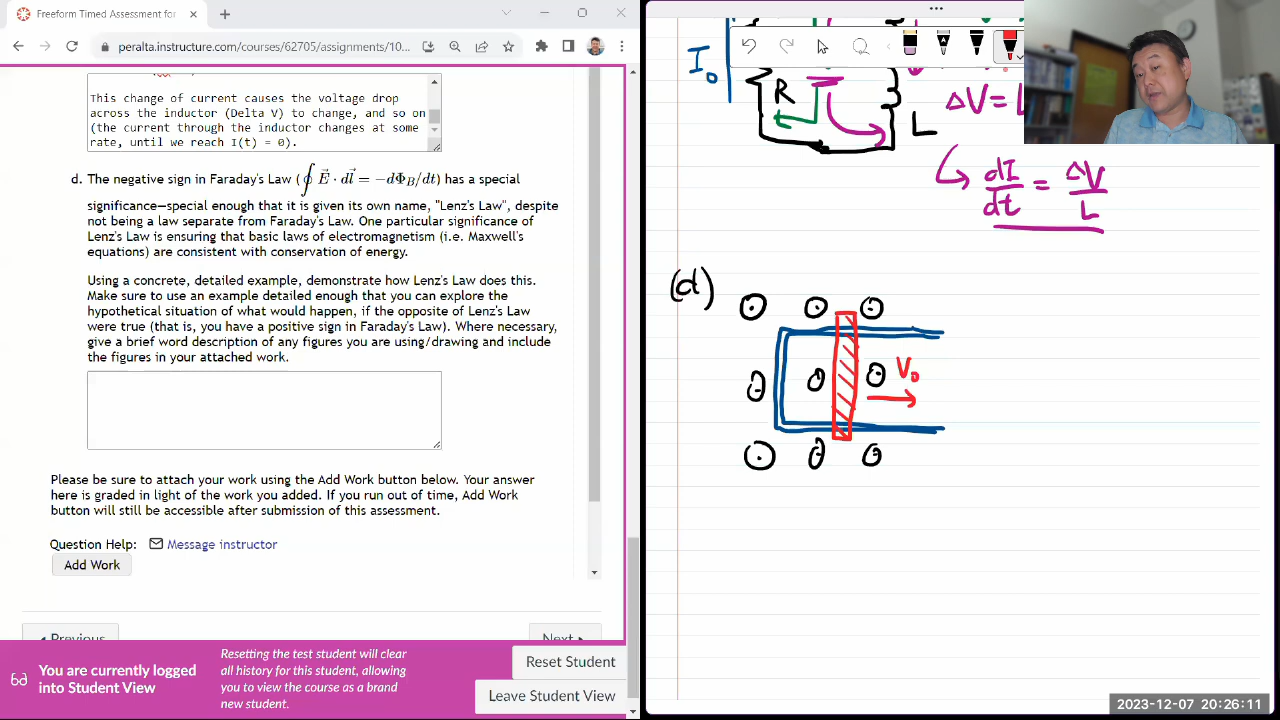 Freeform Timed Assessment for
peralta.instructure.com/courses/02705/assignments/10...
This change of current causes the voltage drop
across the inductor (Delta V) to change, and so on
(the current through the inductor changes at some
rate, until we reach I(t) = 0).
d. The negative sign in Faraday's Law (∮ E⃗ · dl⃗ = −dΦB/dt) has a special
significance—special enough that it is given its own name, "Lenz's Law", despite
not being a law separate from Faraday's Law. One particular significance of
Lenz's Law is ensuring that basic laws of electromagnetism (i.e. Maxwell's
equations) are consistent with conservation of energy.
Using a concrete, detailed example, demonstrate how Lenz's Law does this.
Make sure to use an example detailed enough that you can explore the
hypothetical situation of what would happen, if the opposite of Lenz's Law
were true (that is, you have a positive sign in Faraday's Law). Where necessary,
give a brief word description of any figures you are using/drawing and include
the figures in your attached work.
Please be sure to attach your work using the Add Work button below. Your answer
here is graded in light of the work you added. If you run out of time, Add Work
button will still be accessible after submission of this assessment.
Question Help: Message instructor
Add Work
Previous
Next
You are currently logged
into Student View
Resetting the test student will clear
all history for this student, allowing
you to view the course as a brand
new student.
Reset Student
Leave Student View
I₀
R
L
ΔV = L
dI/dt = ΔV/L
(d)
V₀
2023-12-07 20:26:11